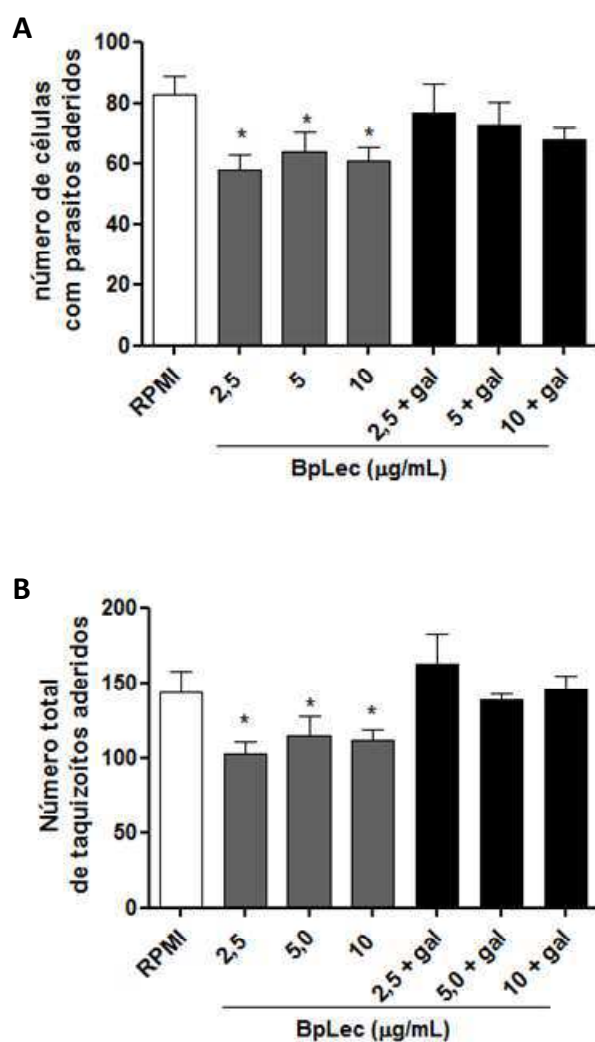 A
número de células
com parasitos aderidos
100
80
60
40
20
0
* * *
RPMI 2,5 5 10 2,5 + gal 5 + gal 10 + gal
BpLec (µg/mL)
B
Número total
de taquizoítos aderidos
200
150
100
50
0
* * *
RPMI 2,5 5,0 10 2,5 + gal 5,0 + gal 10 + gal
BpLec (µg/mL)